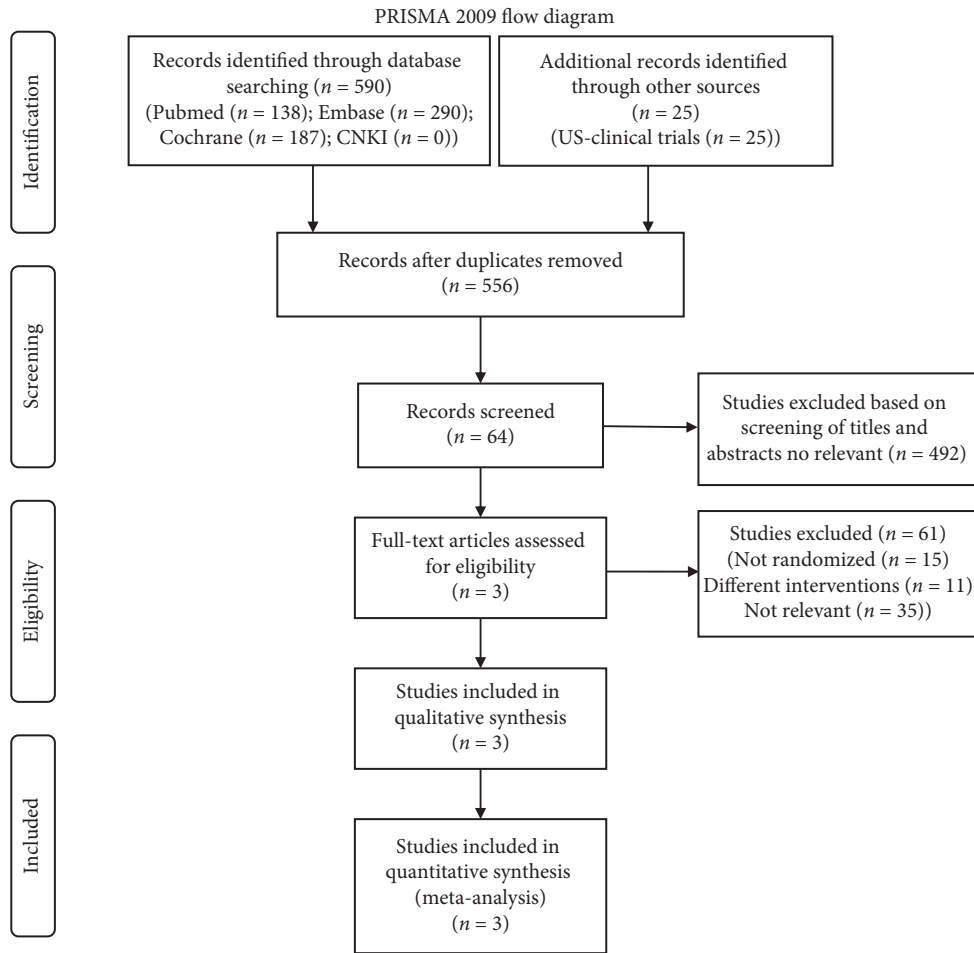 PRISMA 2009 flow diagram
Identification
Records identified through database
searching (n = 590)
(Pubmed (n = 138); Embase (n = 290);
Cochrane (n = 187); CNKI (n = 0))
Additional records identified
through other sources
(n = 25)
(US-clinical trials (n = 25))
Records after duplicates removed
(n = 556)
Screening
Records screened
(n = 64)
Studies excluded based on
screening of titles and
abstracts no relevant (n = 492)
Eligibility
Full-text articles assessed
for eligibility
(n = 3)
Studies excluded (n = 61)
(Not randomized (n = 15)
Different interventions (n = 11)
Not relevant (n = 35))
Studies included in
qualitative synthesis
(n = 3)
Included
Studies included in
quantitative synthesis
(meta-analysis)
(n = 3)